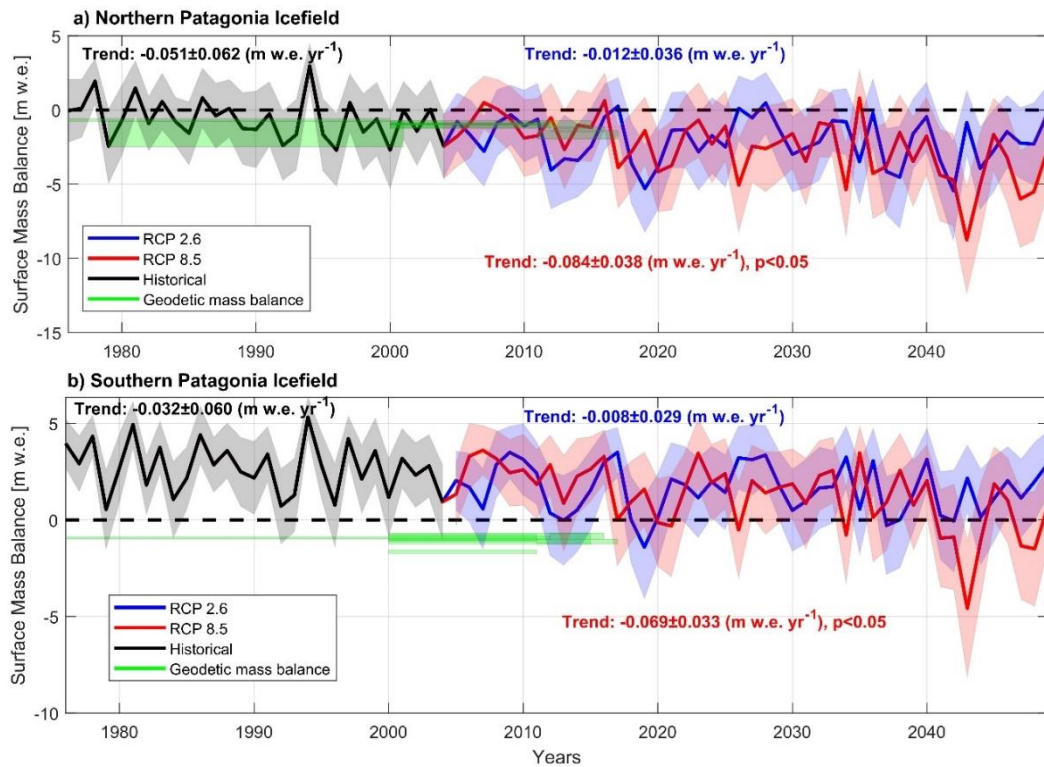 a) Northern Patagonia Icefield
Trend: -0.051±0.062 (m w.e. yr-1)
Trend: -0.012±0.036 (m w.e. yr-1)
5
0
-5
-10
-15
Surface Mass Balance [m w.e.]
RCP 2.6
RCP 8.5
Historical
Geodetic mass balance
Trend: -0.084±0.038 (m w.e. yr-1), p<0.05
1980 1990 2000 2010 2020 2030 2040
b) Southern Patagonia Icefield
Trend: -0.032±0.060 (m w.e. yr-1)
Trend: -0.008±0.029 (m w.e. yr-1)
5
0
-5
-10
Surface Mass Balance [m w.e.]
RCP 2.6
RCP 8.5
Historical
Geodetic mass balance
Trend: -0.069±0.033 (m w.e. yr-1), p<0.05
1980 1990 2000 2010 2020 2030 2040
Years